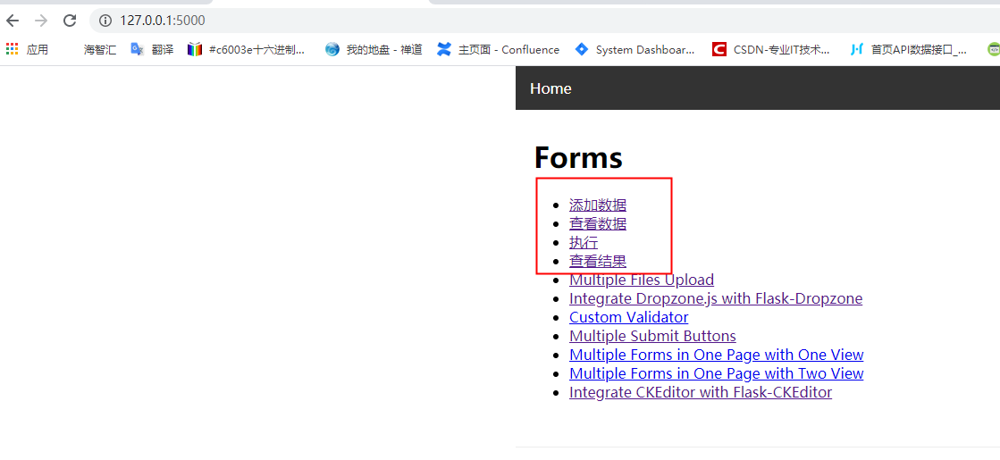 127.0.0.1:5000
应用 海智汇 翻译 #c6003e十六进制... 我的地盘 - 禅道 主页面 - Confluence System Dashboar... CSDN-专业IT技术... 首页API数据接口_...
Home
Forms
添加数据
查看数据
执行
查看结果
Multiple Files Upload
Integrate Dropzone.js with Flask-Dropzone
Custom Validator
Multiple Submit Buttons
Multiple Forms in One Page with One View
Multiple Forms in One Page with Two View
Integrate CKEditor with Flask-CKEditor